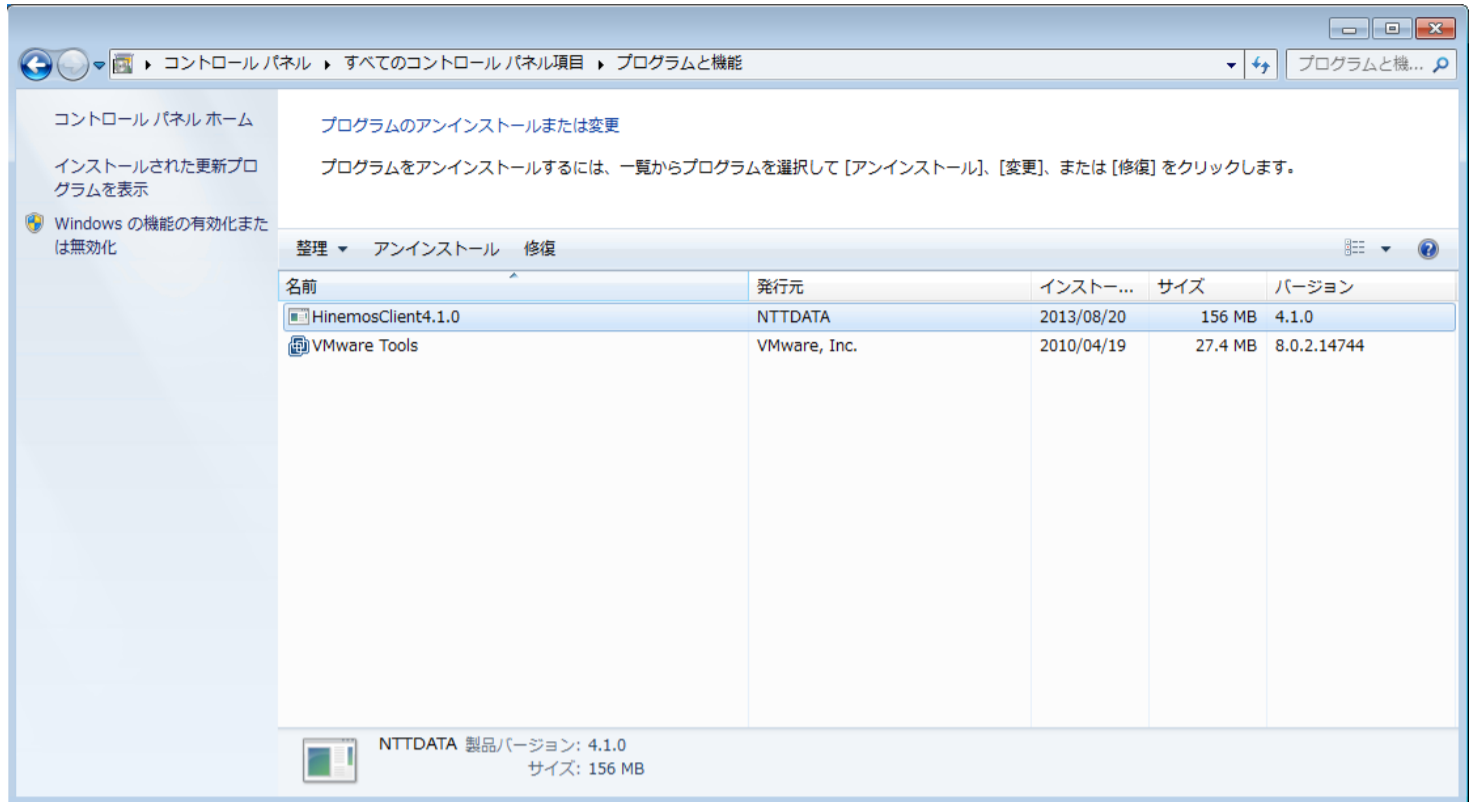 コントロール パネル ▸ すべてのコントロール パネル項目 ▸ プログラムと機能
プログラムと機...
コントロール パネル ホーム
インストールされた更新プロ
グラムを表示
Windows の機能の有効化また
は無効化
プログラムのアンインストールまたは変更
プログラムをアンインストールするには、一覧からプログラムを選択して [アンインストール]、[変更]、または [修復] をクリックします。
整理 ▼ アンインストール 修復
名前 発行元 インストー... サイズ バージョン
HinemosClient4.1.0 NTTDATA 2013/08/20 156 MB 4.1.0
VMware Tools VMware, Inc. 2010/04/19 27.4 MB 8.0.2.14744
NTTDATA 製品バージョン: 4.1.0
サイズ: 156 MB